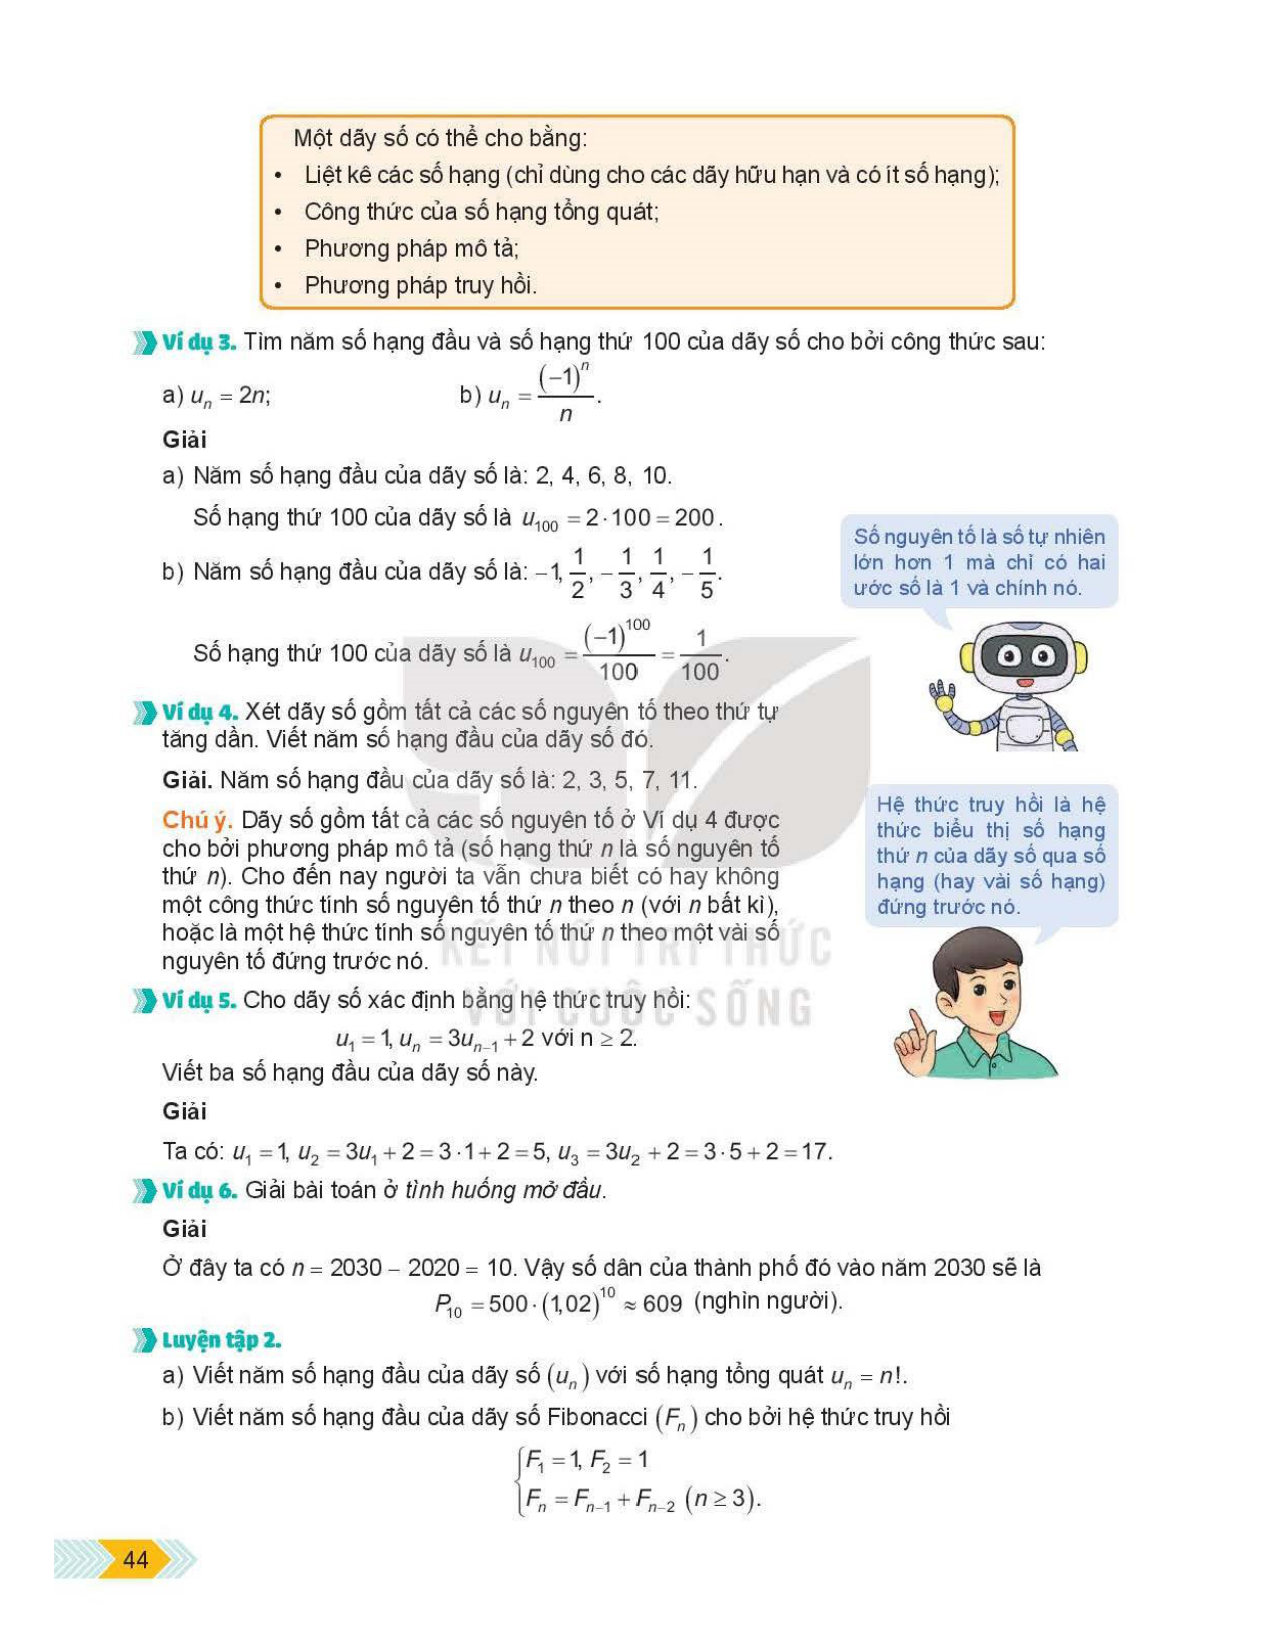 Một dãy số có thể cho bằng:
• Liệt kê các số hạng (chỉ dùng cho các dãy hữu hạn và có ít số hạng);
• Công thức của số hạng tổng quát;
• Phương pháp mô tả;
• Phương pháp truy hồi.
Ví dụ 3. Tìm năm số hạng đầu và số hạng thứ 100 của dãy số cho bởi công thức sau:
a) uₙ = 2n; b) uₙ = (−1)ⁿ/n.
Giải
a) Năm số hạng đầu của dãy số là: 2, 4, 6, 8, 10.
Số hạng thứ 100 của dãy số là u₁₀₀ = 2·100 = 200.
b) Năm số hạng đầu của dãy số là: −1, 1/2, −1/3, 1/4, −1/5.
Số hạng thứ 100 của dãy số là u₁₀₀ = (−1)¹⁰⁰/100 = 1/100.
Số nguyên tố là số tự nhiên
lớn hơn 1 mà chỉ có hai
ước số là 1 và chính nó.
Ví dụ 4. Xét dãy số gồm tất cả các số nguyên tố theo thứ tự
tăng dần. Viết năm số hạng đầu của dãy số đó.
Giải. Năm số hạng đầu của dãy số là: 2, 3, 5, 7, 11.
Chú ý. Dãy số gồm tất cả các số nguyên tố ở Ví dụ 4 được
cho bởi phương pháp mô tả (số hạng thứ n là số nguyên tố
thứ n). Cho đến nay người ta vẫn chưa biết có hay không
một công thức tính số nguyên tố thứ n theo n (với n bất kì),
hoặc là một hệ thức tính số nguyên tố thứ n theo một vài số
nguyên tố đứng trước nó.
Hệ thức truy hồi là hệ
thức biểu thị số hạng
thứ n của dãy số qua số
hạng (hay vài số hạng)
đứng trước nó.
KẾT NỐI TRI THỨC
VỚI CUỘC SỐNG
Ví dụ 5. Cho dãy số xác định bằng hệ thức truy hồi:
u₁ = 1, uₙ = 3uₙ₋₁ + 2 với n ≥ 2.
Viết ba số hạng đầu của dãy số này.
Giải
Ta có: u₁ = 1, u₂ = 3u₁ + 2 = 3·1 + 2 = 5, u₃ = 3u₂ + 2 = 3·5 + 2 = 17.
Ví dụ 6. Giải bài toán ở tình huống mở đầu.
Giải
Ở đây ta có n = 2030 − 2020 = 10. Vậy số dân của thành phố đó vào năm 2030 sẽ là
P₁₀ = 500·(1,02)¹⁰ ≈ 609 (nghìn người).
Luyện tập 2.
a) Viết năm số hạng đầu của dãy số (uₙ) với số hạng tổng quát uₙ = n!.
b) Viết năm số hạng đầu của dãy số Fibonacci (Fₙ) cho bởi hệ thức truy hồi
{F₁ = 1, F₂ = 1
Fₙ = Fₙ₋₁ + Fₙ₋₂ (n ≥ 3).
44